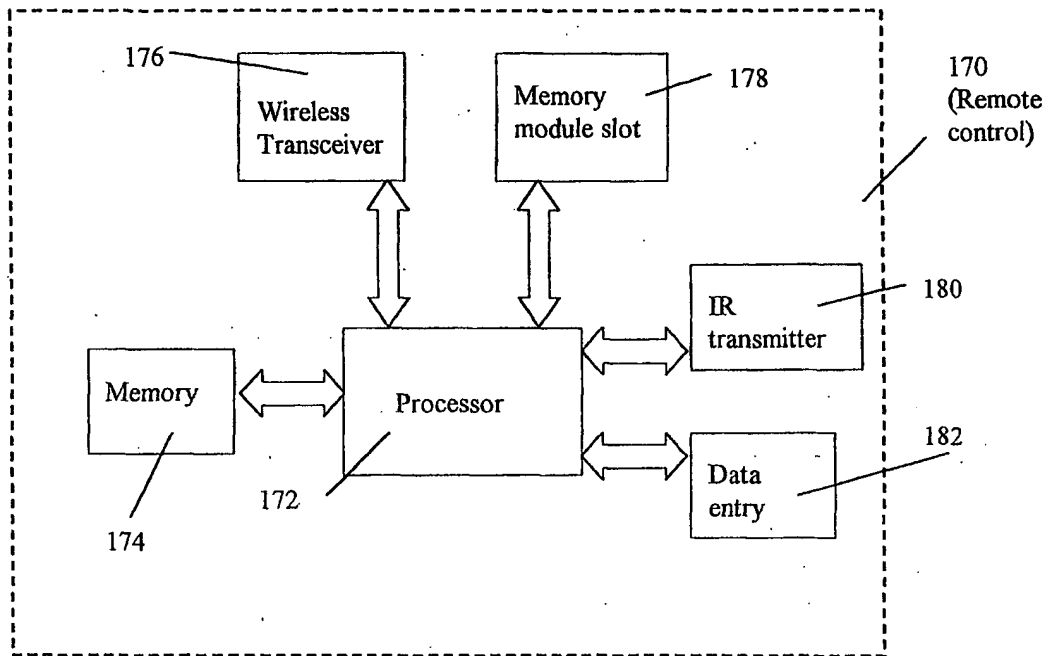 176
Wireless
Transceiver
Memory
module slot
178
170
(Remote
control)
IR
transmitter
180
Memory
174
Processor
172
Data
entry
182